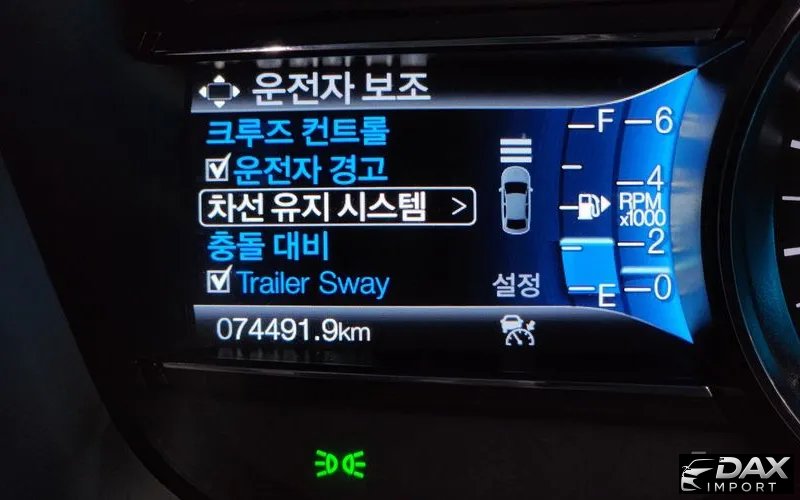 운전자 보조
크루즈 컨트롤
운전자 경고
차선 유지 시스템 >
충돌 대비
Trailer Sway
설정
074491.9km
F
E
6
4
RPM
x1000
2
0
DAX
IMPORT